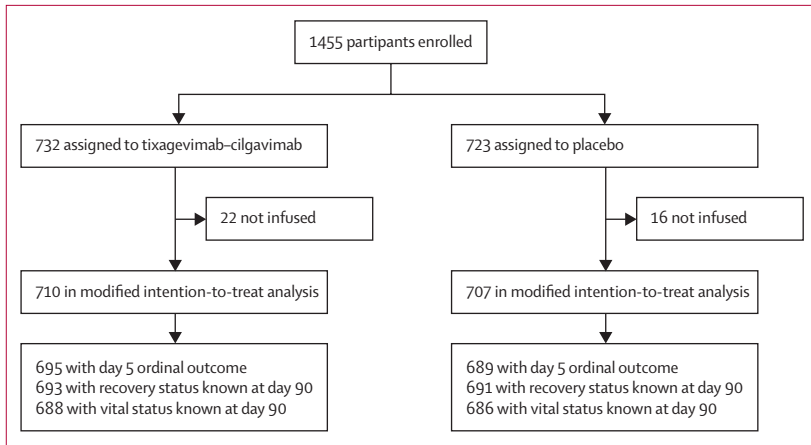 1455 partipants enrolled
732 assigned to tixagevimab–cilgavimab
723 assigned to placebo
22 not infused
16 not infused
710 in modified intention-to-treat analysis
707 in modified intention-to-treat analysis
695 with day 5 ordinal outcome
693 with recovery status known at day 90
688 with vital status known at day 90
689 with day 5 ordinal outcome
691 with recovery status known at day 90
686 with vital status known at day 90